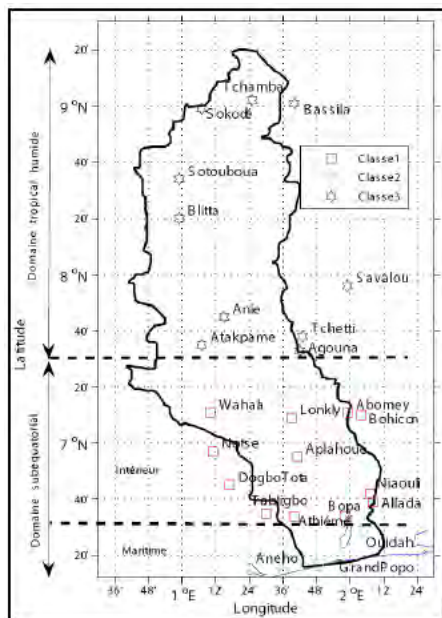 20'
Tchamba
9 °N
Sokodé
Bassila
40'
Classe1
Classe2
Classe3
Sotouboua
20'
Blitta
8 °N
Savalou
Anie
40'
Atakpame
Tchetti
Agouna
20'
Wahala
Lonkly
Abomey
Bohicon
7 °N
Notse
Aplahoue
Intérieur
DogboTota
Niaouli
40'
Tabligbo
Allada
Athiémé
Bopa
Ouidah
Maritime
20'
Aneho
GrandPopo
36'
48'
1 °E
12'
24'
36'
48'
2 °E
12'
24'
Longitude
Latitude
Domaine tropical humide
Domaine subequatorial